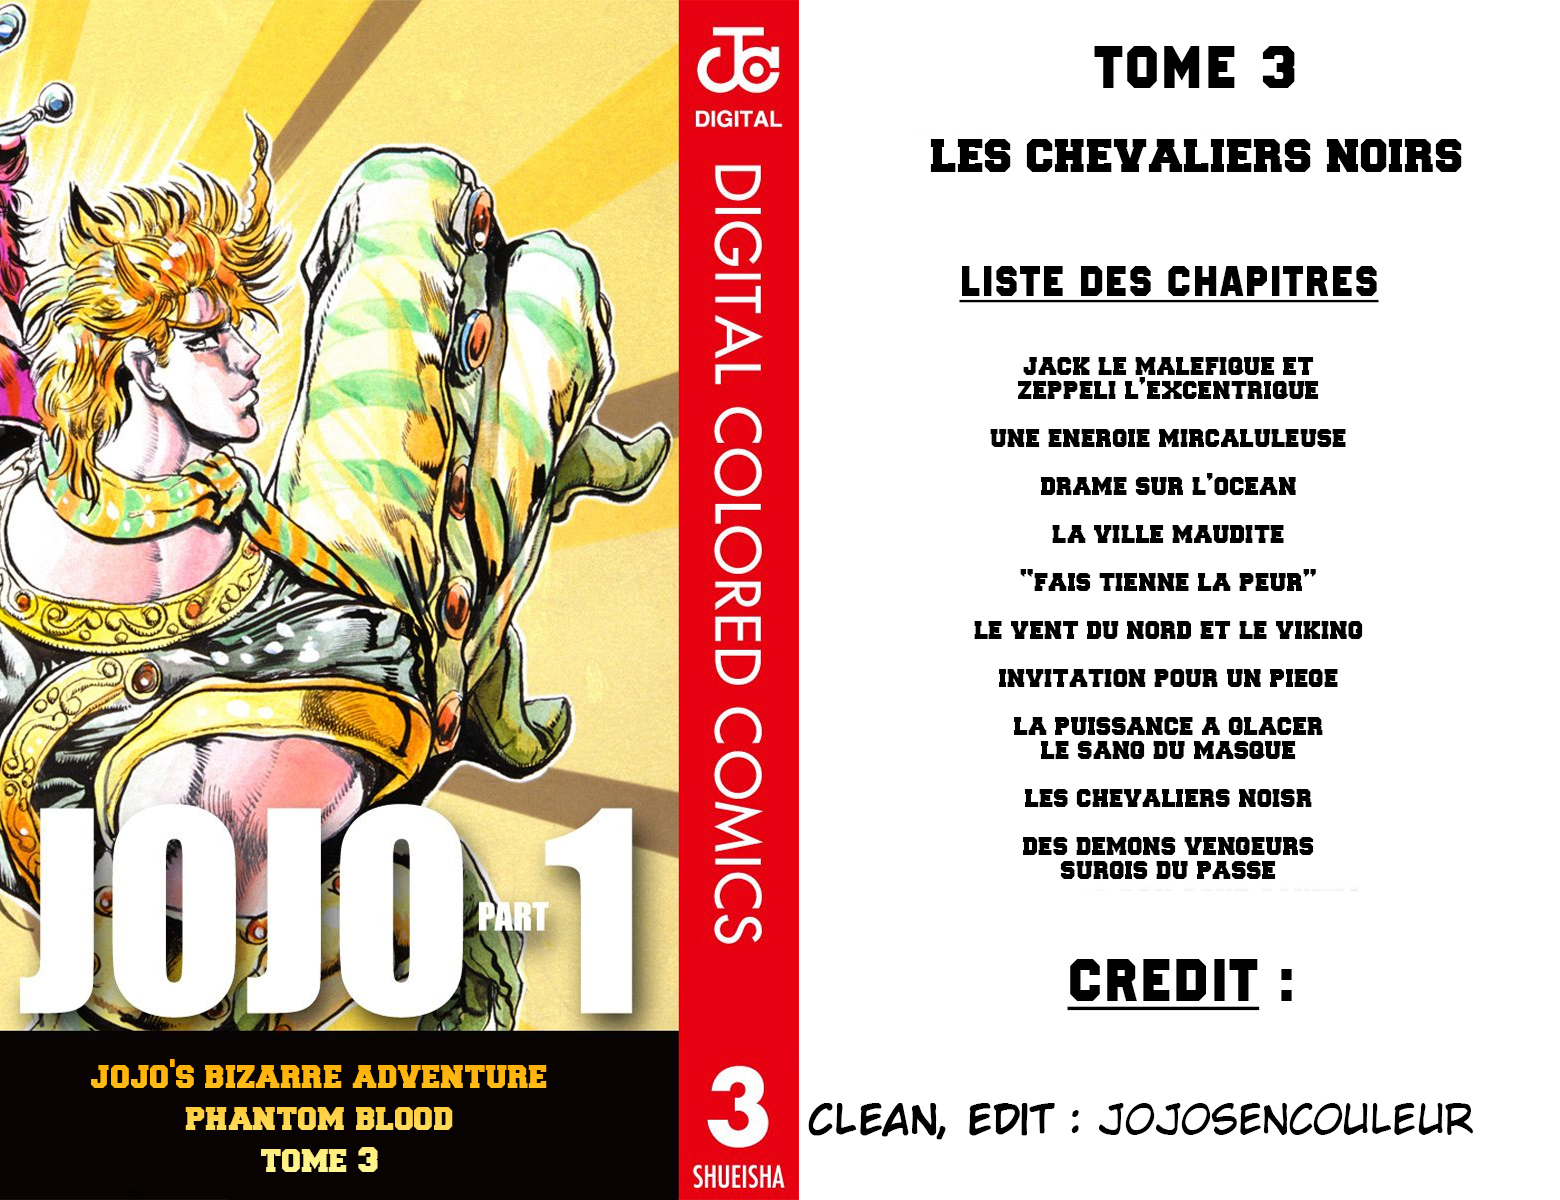 JOJO PART 1
JOJO'S BIZARRE ADVENTURE
PHANTOM BLOOD
TOME 3
JC
DIGITAL
DIGITAL COLORED COMICS
3
SHUEISHA
TOME 3
LES CHEVALIERS NOIRS
LISTE DES CHAPITRES
JACK LE MALEFIQUE ET
ZEPPELI L'EXCENTRIQUE
UNE ENERGIE MIRCALULEUSE
DRAME SUR L'OCEAN
LA VILLE MAUDITE
"FAIS TIENNE LA PEUR"
LE VENT DU NORD ET LE VIKING
INVITATION POUR UN PIEGE
LA PUISSANCE A GLACER
LE SANG DU MASQUE
LES CHEVALIERS NOISR
DES DEMONS VENGEURS
SURGIS DU PASSE
CREDIT :
CLEAN, EDIT : JOJOSENCOULEUR